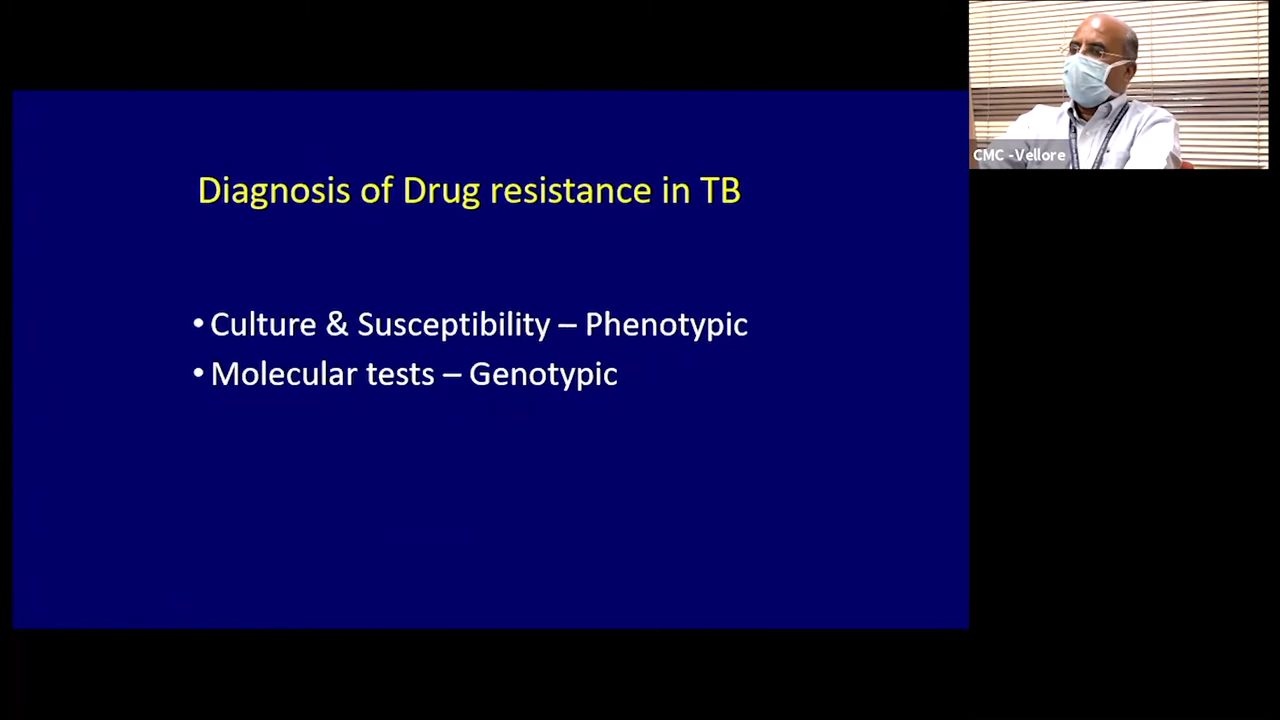 Diagnosis of Drug resistance in TB
• Culture & Susceptibility – Phenotypic
• Molecular tests – Genotypic
CMC -Vellore